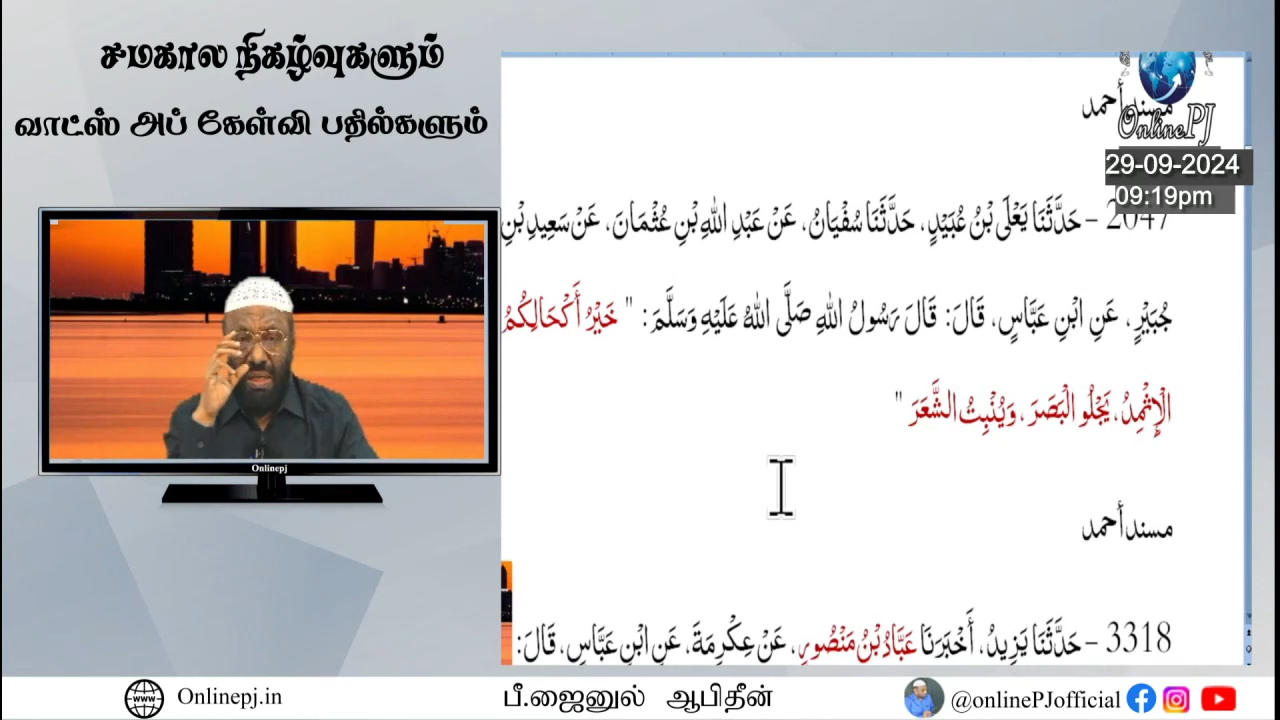 சமகால நிகழ்வுகளும்
வாட்ஸ் அப் கேள்வி பதில்களும்
مسند أحمد
OnlinePJ
29-09-2024
09:19pm
2047 – حَدَّثَنَا يَعْلَى بْنُ عُبَيْدٍ، حَدَّثَنَا سُفْيَانُ، عَنْ عَبْدِ اللهِ بْنِ عُثْمَانَ، عَنْ سَعِيدِ بْنِ
جُبَيْرٍ، عَنِ ابْنِ عَبَّاسٍ، قَالَ: قَالَ رَسُولُ اللهِ صَلَّى اللهُ عَلَيْهِ وَسَلَّمَ: " خَيْرُ أَكْحَالِكُمُ
الْإِثْمِدُ، يَجْلُو الْبَصَرَ، وَيُنْبِتُ الشَّعَرَ "
مسند أحمد
3318 – حَدَّثَنَا يَزِيدُ، أَخْبَرَنَا عَبَّادُ بْنُ مَنْصُورٍ، عَنْ عِكْرِمَةَ، عَنِ ابْنِ عَبَّاسٍ، قَالَ:
Onlinepj
www
Onlinepj.in
பீ.ஜைனுல் ஆபிதீன்
@onlinePJofficial